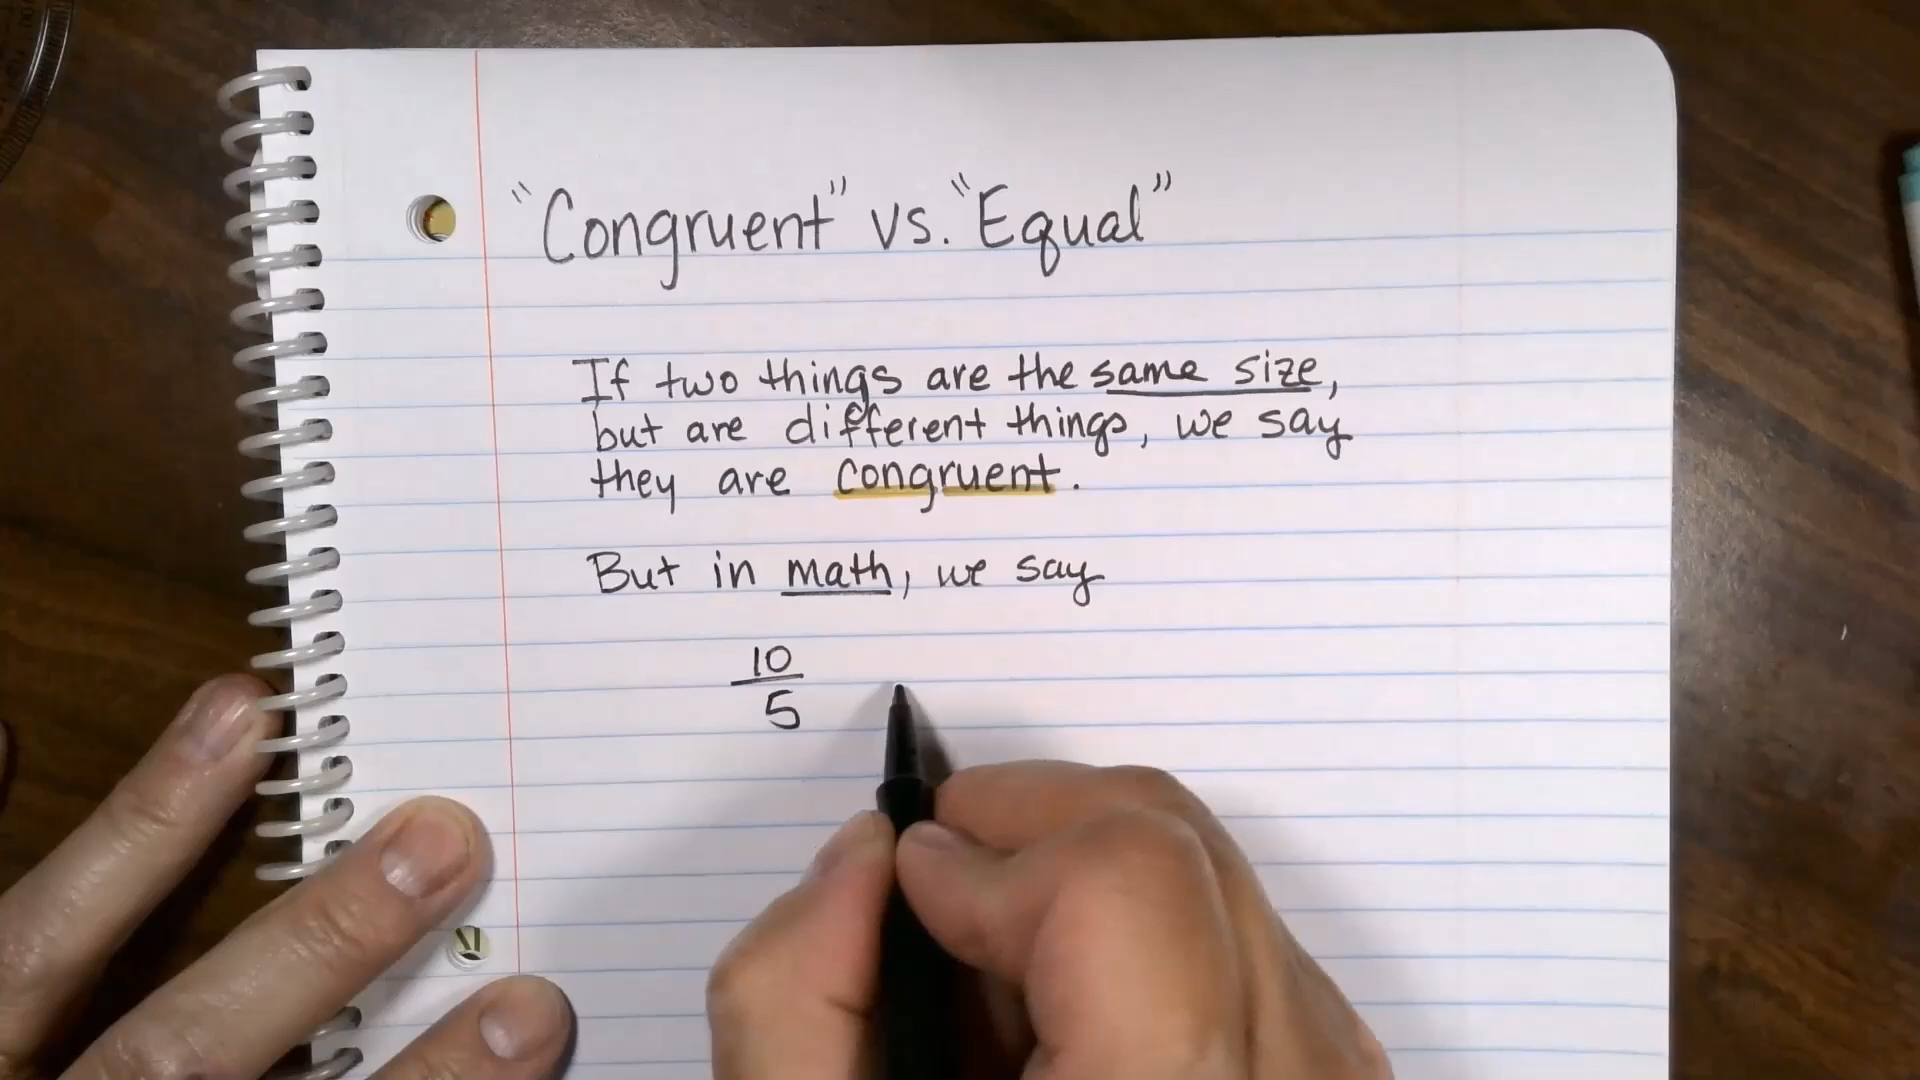 "Congruent" vs. "Equal"
If two things are the same size,
but are different things, we say
they are congruent.
But in math, we say
10
5